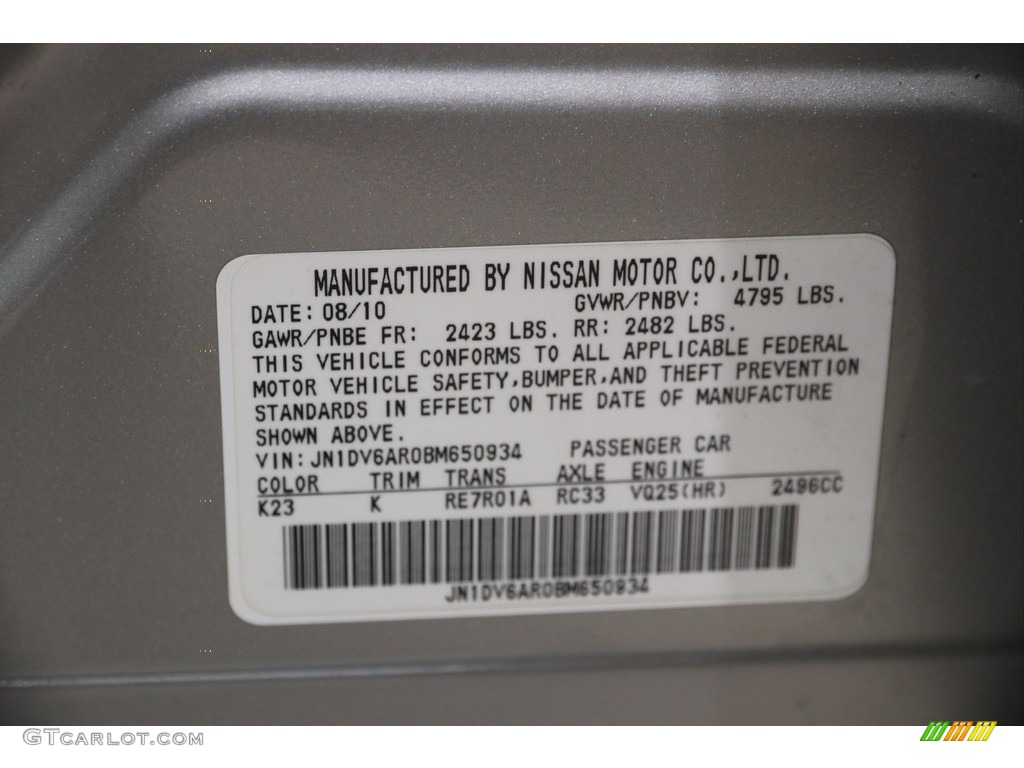 MANUFACTURED BY NISSAN MOTOR CO.,LTD.
DATE: 08/10 GVWR/PNBV: 4795 LBS.
GAWR/PNBE FR: 2423 LBS. RR: 2482 LBS.
THIS VEHICLE CONFORMS TO ALL APPLICABLE FEDERAL
MOTOR VEHICLE SAFETY,BUMPER,AND THEFT PREVENTION
STANDARDS IN EFFECT ON THE DATE OF MANUFACTURE
SHOWN ABOVE.
VIN: JN1DV6AR0BM650934 PASSENGER CAR
COLOR TRIM TRANS AXLE ENGINE
K23 K RE7R01A RC33 VQ25(HR) 2496CC
JN1DV6AR0BM650934
GTCARLOT.COM